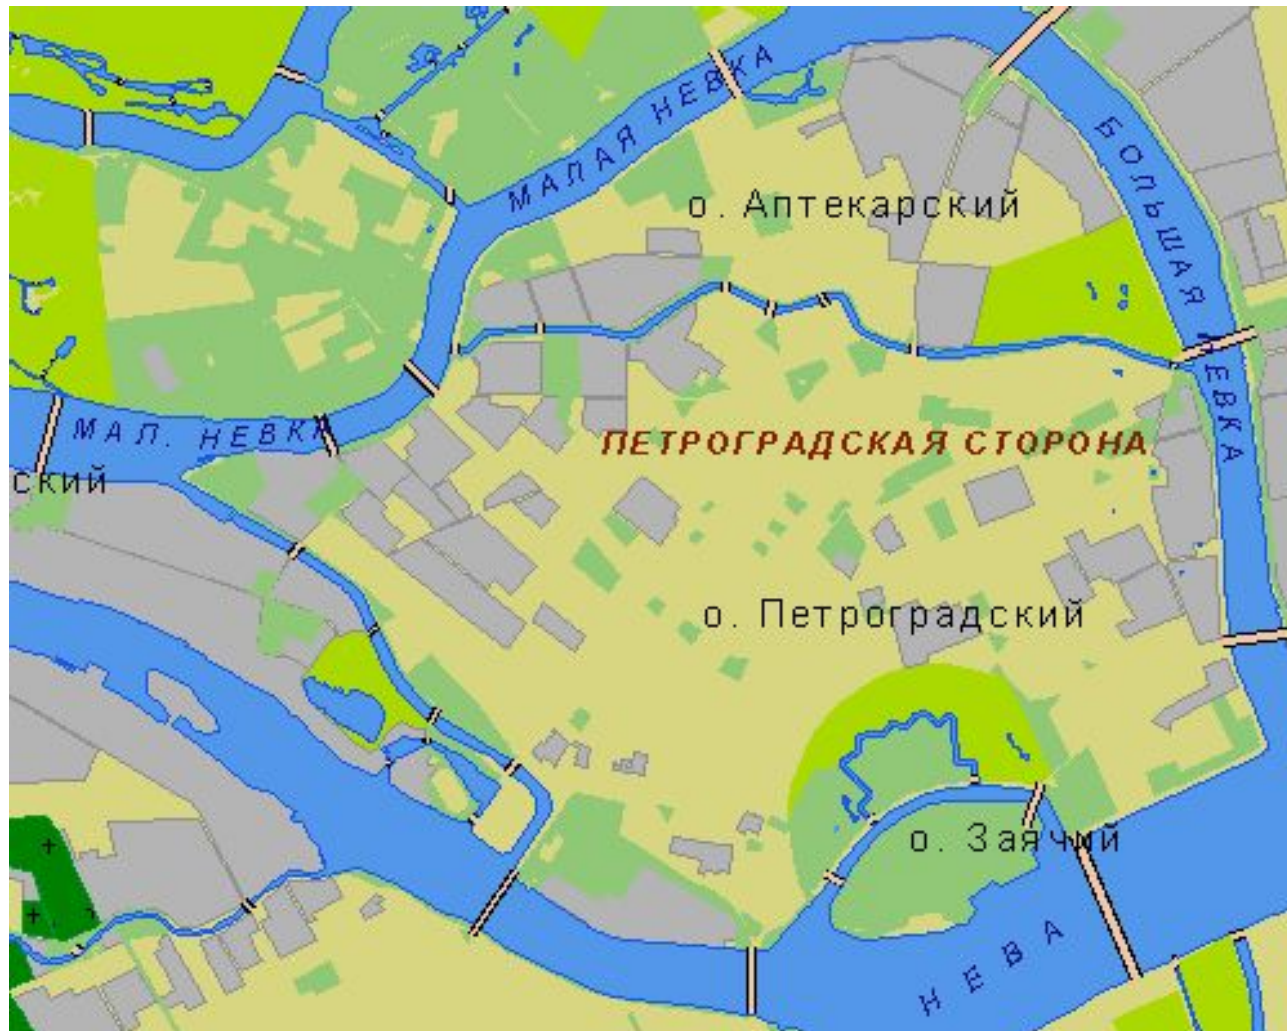 МАЛАЯ НЕВКА
БОЛЬШАЯ НЕВКА
о. Аптекарский
МАЛ. НЕВКА
ПЕТРОГРАДСКАЯ СТОРОНА
ский
о. Петроградский
о. Заячий
НЕВА